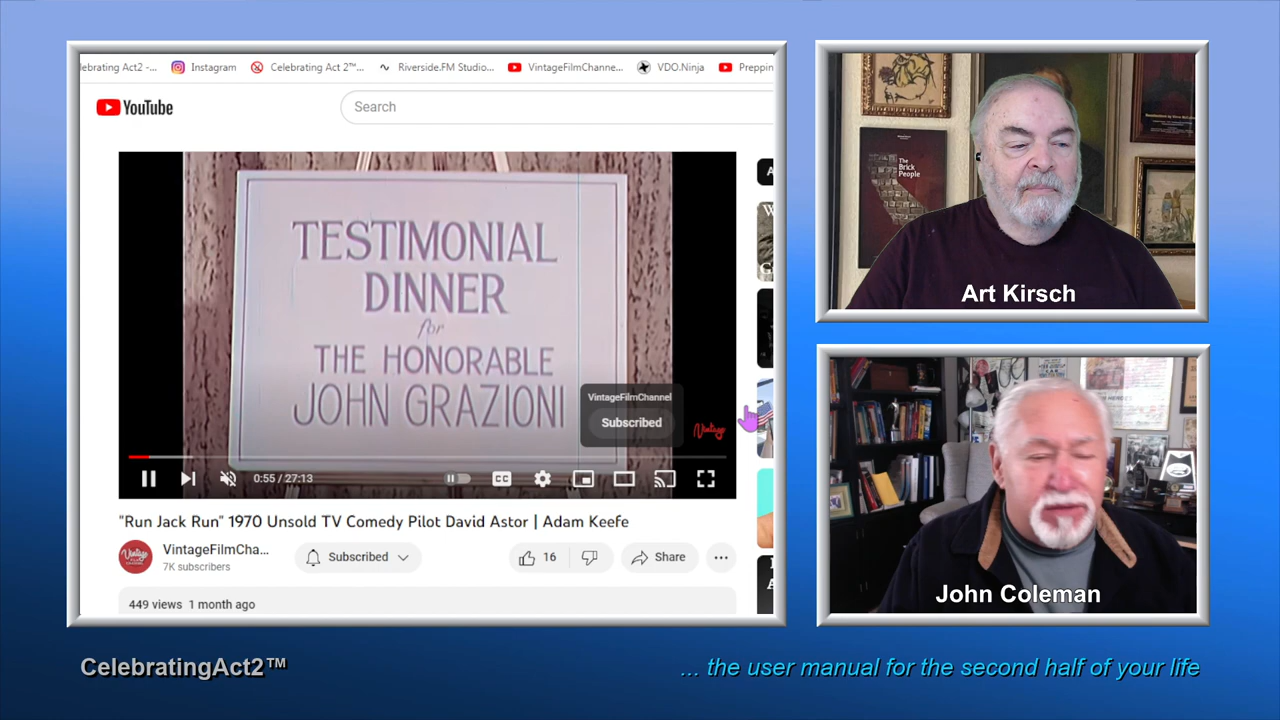 lebrating Act2 -...
Instagram
Celebrating Act 2™...
Riverside.FM Studio...
VintageFilmChanne...
VDO.Ninja
Preppin
YouTube
Search
TESTIMONIAL
DINNER
for
THE HONORABLE
JOHN GRAZIONI
VintageFilmChannel
Subscribed
Vintage
0:55 / 27:13
CC
"Run Jack Run" 1970 Unsold TV Comedy Pilot David Astor | Adam Keefe
VintageFilmCha...
7K subscribers
Subscribed
16
Share
449 views 1 month ago
The
Brick
People
Art Kirsch
John Coleman
CelebratingAct2™
... the user manual for the second half of your life